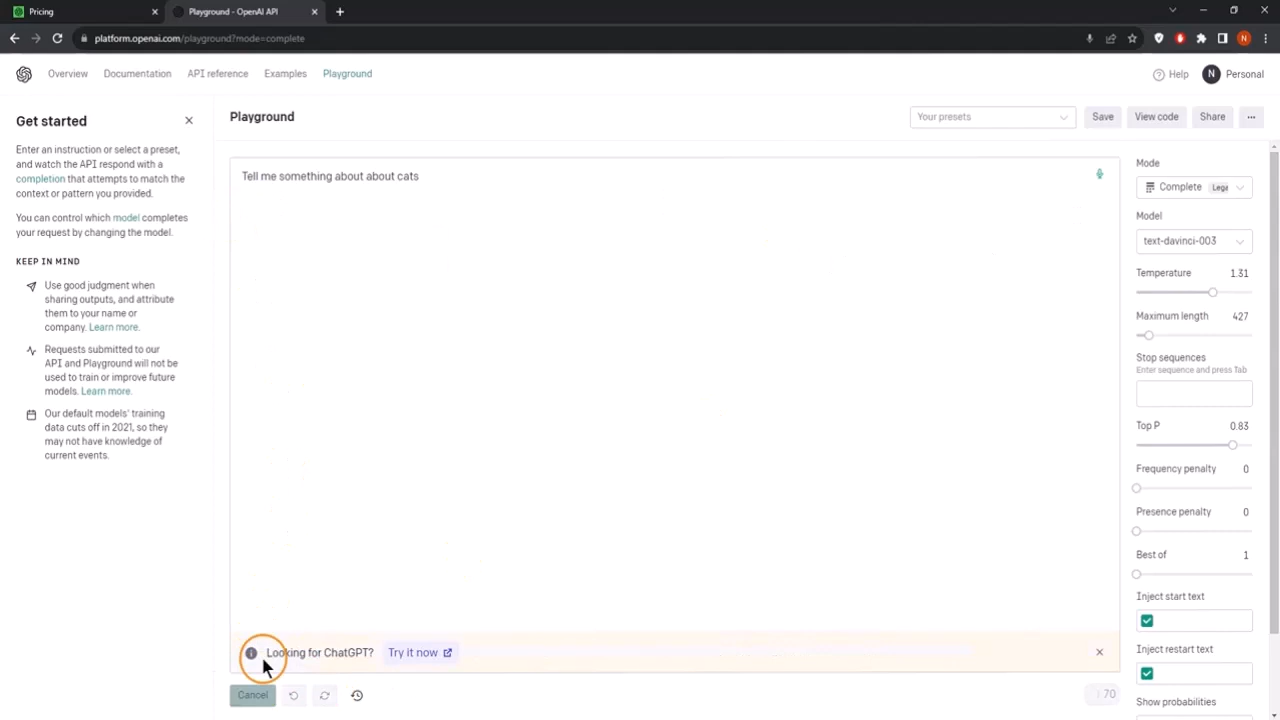 Pricing
Playground - OpenAI API
platform.openai.com/playground?mode=complete
N
Overview
Documentation
API reference
Examples
Playground
Help
N
Personal
Get started
Enter an instruction or select a preset,
and watch the API respond with a
completion that attempts to match the
context or pattern you provided.
You can control which model completes
your request by changing the model.
KEEP IN MIND
Use good judgment when
sharing outputs, and attribute
them to your name or
company. Learn more.
Requests submitted to our
API and Playground will not be
used to train or improve future
models. Learn more.
Our default models' training
data cuts off in 2021, so they
may not have knowledge of
current events.
Playground
Your presets
Save
View code
Share
Tell me something about about cats
Looking for ChatGPT?
Try it now
Cancel
70
Mode
Complete
Lega
Model
text-davinci-003
Temperature 1.31
Maximum length 427
Stop sequences
Enter sequence and press Tab
Top P 0.83
Frequency penalty 0
Presence penalty 0
Best of 1
Inject start text
Inject restart text
Show probabilities